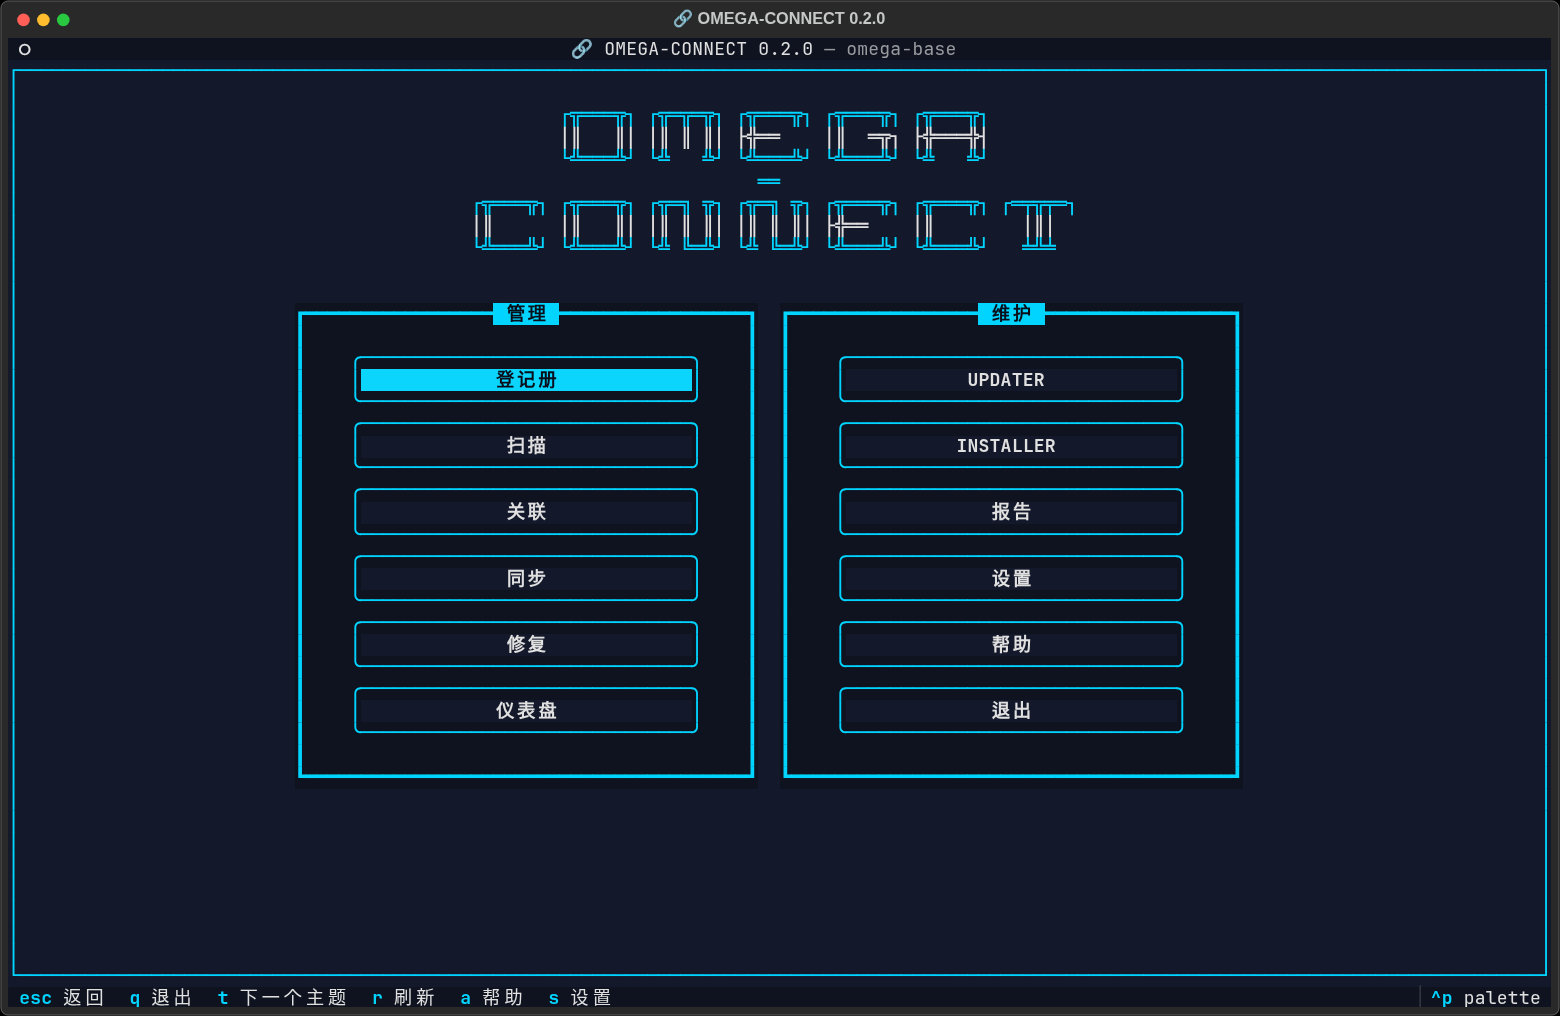 🔗 OMEGA-CONNECT 0.2.0
🔗 OMEGA-CONNECT 0.2.0 — omega-base
OMEGA
-
CONNECT
管理
登记册
扫描
关联
同步
修复
仪表盘
维护
UPDATER
INSTALLER
报告
设置
帮助
退出
esc 返回 q 退出 t 下一个主题 r 刷新 a 帮助 s 设置 ^p palette